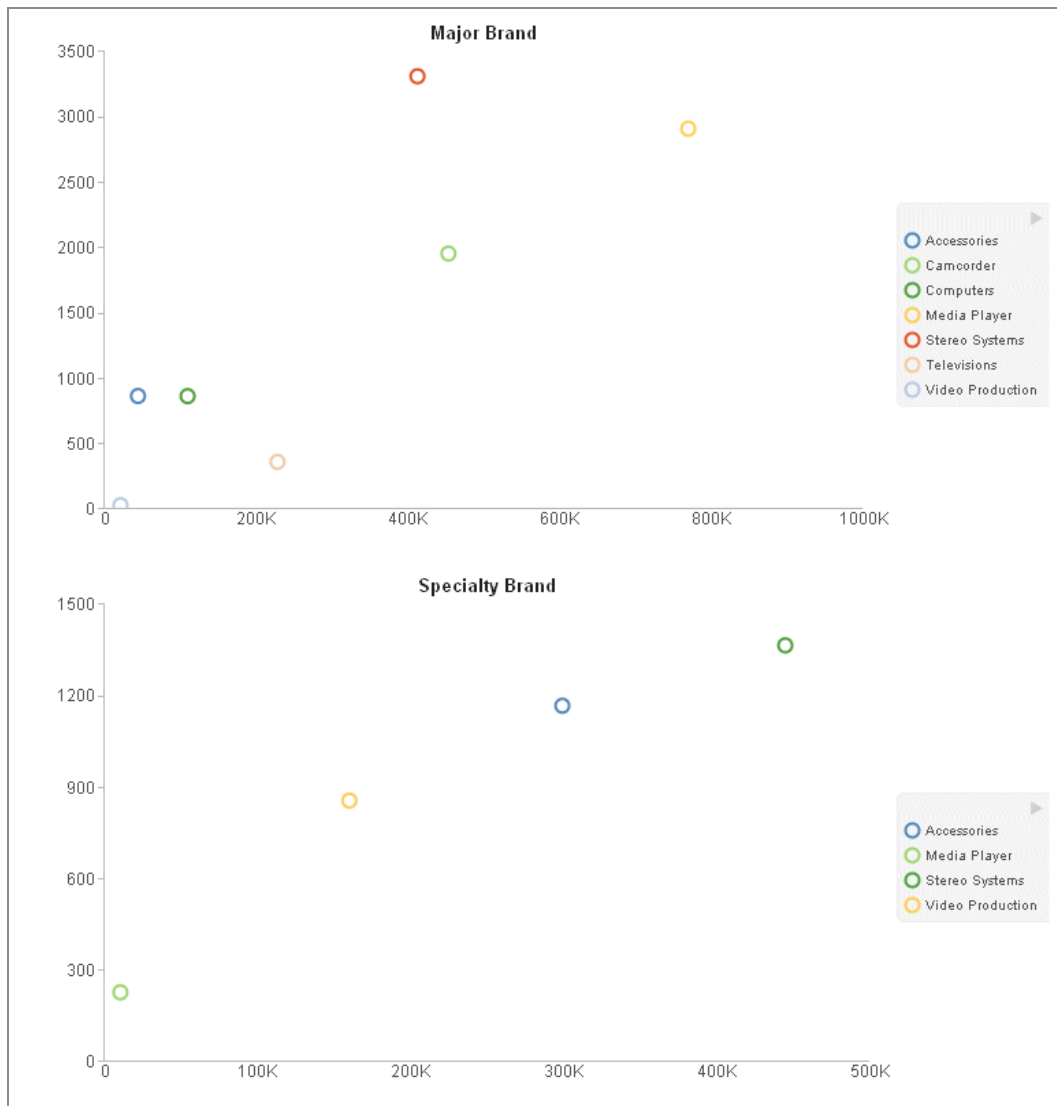 Major Brand
3500
3000
2500
2000
1500
1000
500
0
0 200K 400K 600K 800K 1000K
Accessories
Camcorder
Computers
Media Player
Stereo Systems
Televisions
Video Production
Specialty Brand
1500
1200
900
600
300
0
0 100K 200K 300K 400K 500K
Accessories
Media Player
Stereo Systems
Video Production